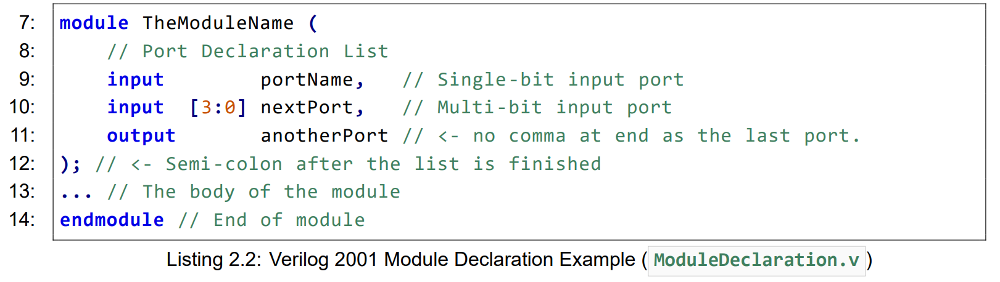 7: module TheModuleName (
8: // Port Declaration List
9: input portName, // Single-bit input port
10: input [3:0] nextPort, // Multi-bit input port
11: output anotherPort // <- no comma at end as the last port.
12: ); // <- Semi-colon after the list is finished
13: ... // The body of the module
14: endmodule // End of module
Listing 2.2: Verilog 2001 Module Declaration Example (ModuleDeclaration.v)